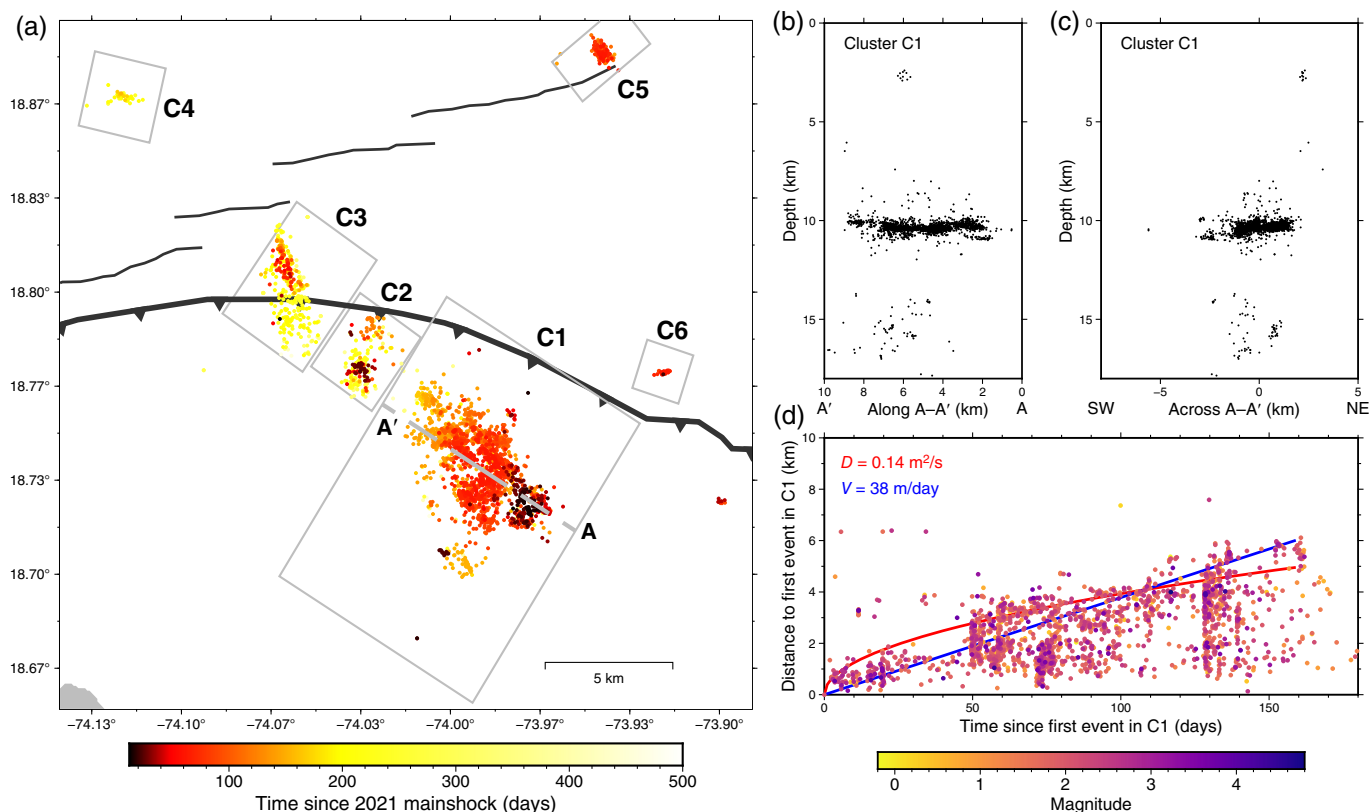 (a)
C4
C5
C3
C2
C1
C6
A′
A
5 km
18.87°
18.83°
18.80°
18.77°
18.73°
18.70°
18.67°
−74.13°
−74.10°
−74.07°
−74.03°
−74.00°
−73.97°
−73.93°
−73.90°
100
200
300
400
500
Time since 2021 mainshock (days)
(b)
Cluster C1
0
5
10
15
Depth (km)
10
8
6
4
2
0
A′
Along A−A′ (km)
A
(c)
Cluster C1
0
5
10
15
Depth (km)
−5
0
5
SW
Across A−A′ (km)
NE
(d)
D = 0.14 m²/s
V = 38 m/day
10
8
6
4
2
0
Distance to first event in C1 (km)
0
50
100
150
Time since first event in C1 (days)
0
1
2
3
4
Magnitude